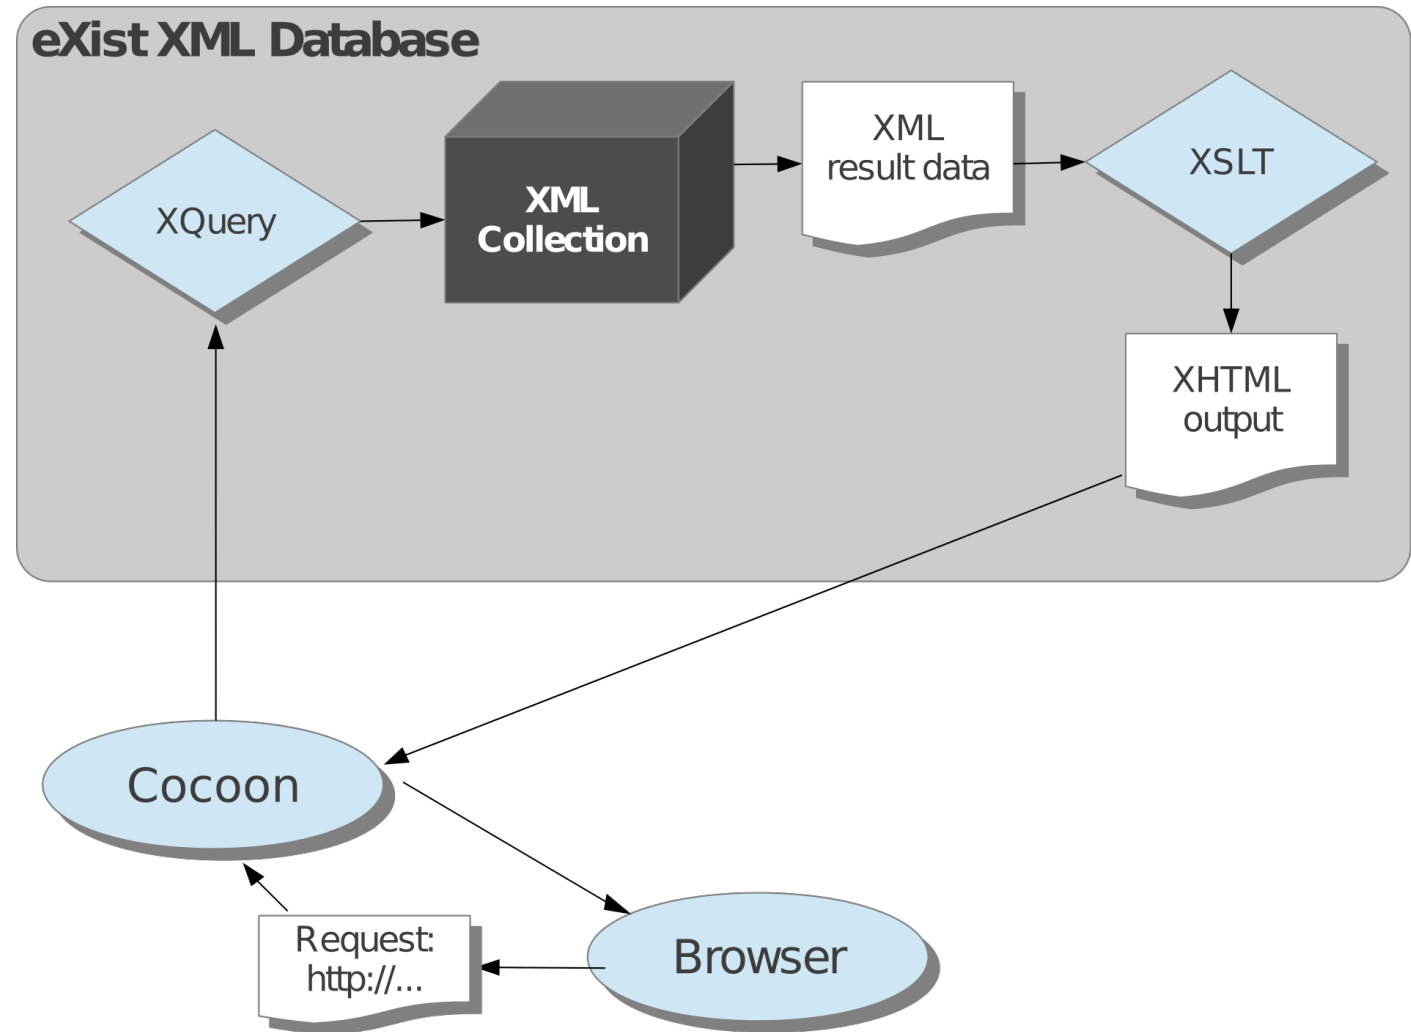 eXist XML Database
XQuery
XML
Collection
XML
result data
XSLT
XHTML
output
Cocoon
Request:
http://...
Browser